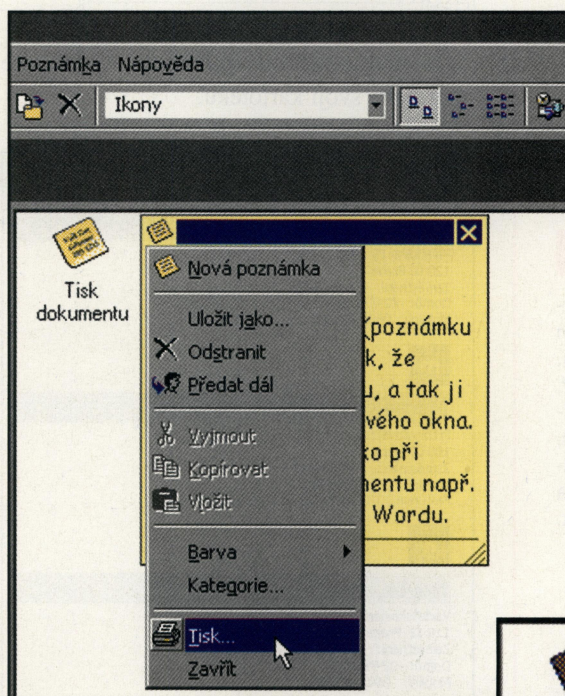 Poznámka Nápověda
Ikony
Tisk
dokumentu
Nová poznámka
Uložit jako...
Odstranit
Předat dál
Vyjmout
Kopírovat
Vložit
Barva
Kategorie...
Tisk...
Zavřít
(poznámku
k, že
u, a tak ji
vého okna.
ko při
mentu např.
Wordu.